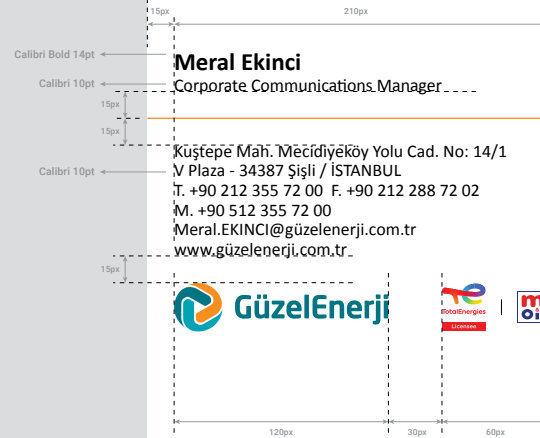 15px 210px
Calibri Bold 14pt
Meral Ekinci
Calibri 10pt
Corporate Communications Manager
15px
15px
Kuştepe Mah. Mecidiyeköy Yolu Cad. No: 14/1
Calibri 10pt
V Plaza - 34387 Şişli / İSTANBUL
T. +90 212 355 72 00 F. +90 212 288 72 02
M. +90 512 355 72 00
Meral.EKINCI@güzelenerji.com.tr
www.güzelenerji.com.tr
15px
GüzelEnerji
TotalEnergies
Licensee
120px 30px 60px